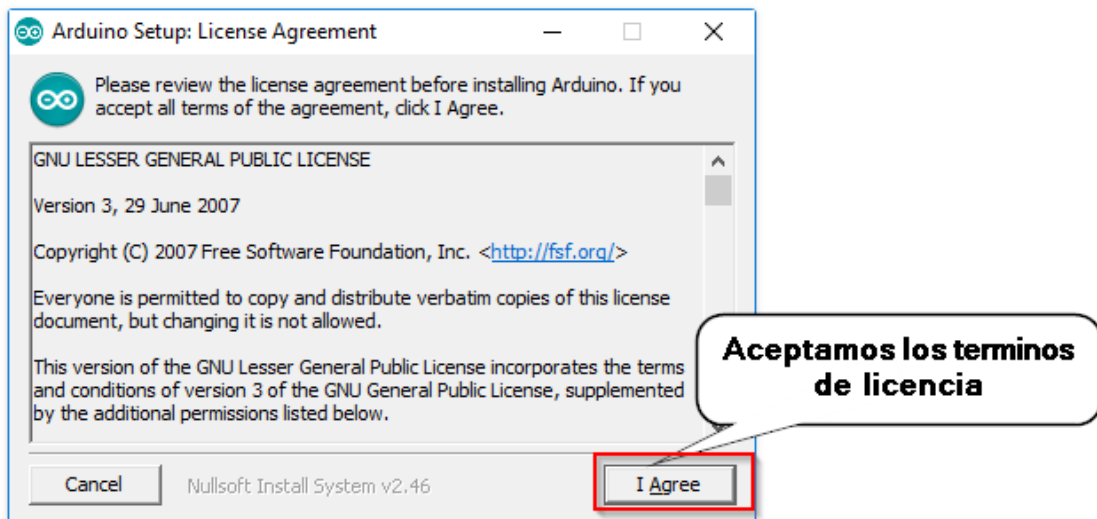 Arduino Setup: License Agreement
Please review the license agreement before installing Arduino. If you
accept all terms of the agreement, click I Agree.
GNU LESSER GENERAL PUBLIC LICENSE
Version 3, 29 June 2007
Copyright (C) 2007 Free Software Foundation, Inc. <http://fsf.org/>
Everyone is permitted to copy and distribute verbatim copies of this license
document, but changing it is not allowed.
This version of the GNU Lesser General Public License incorporates the terms
and conditions of version 3 of the GNU General Public License, supplemented
by the additional permissions listed below.
Aceptamos los terminos
de licencia
Cancel
Nullsoft Install System v2.46
I Agree